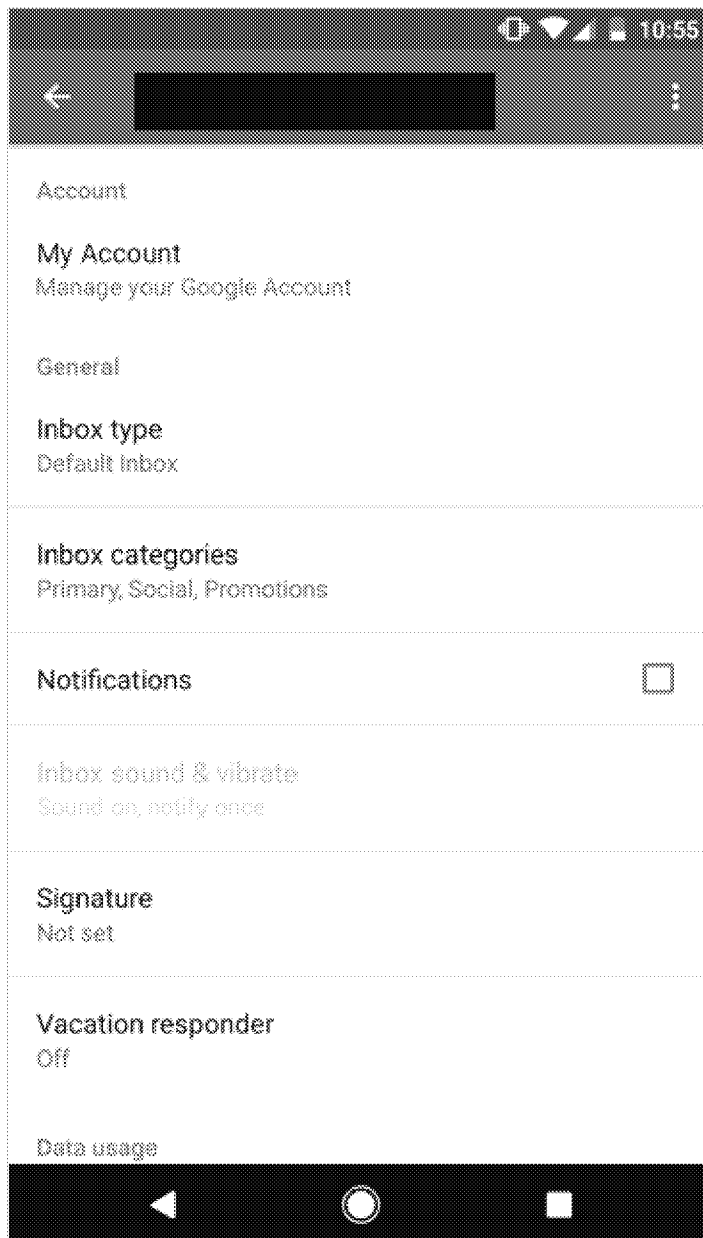 10:55
Account
My Account
Manage your Google Account
General
Inbox type
Default Inbox
Inbox categories
Primary, Social, Promotions
Notifications
Inbox sound & vibrate
Sound on, notify once
Signature
Not set
Vacation responder
Off
Data usage